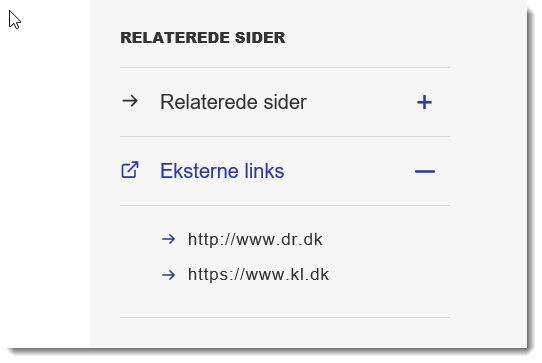 RELATEREDE SIDER
Relaterede sider
Eksterne links
http://www.dr.dk
https://www.kl.dk